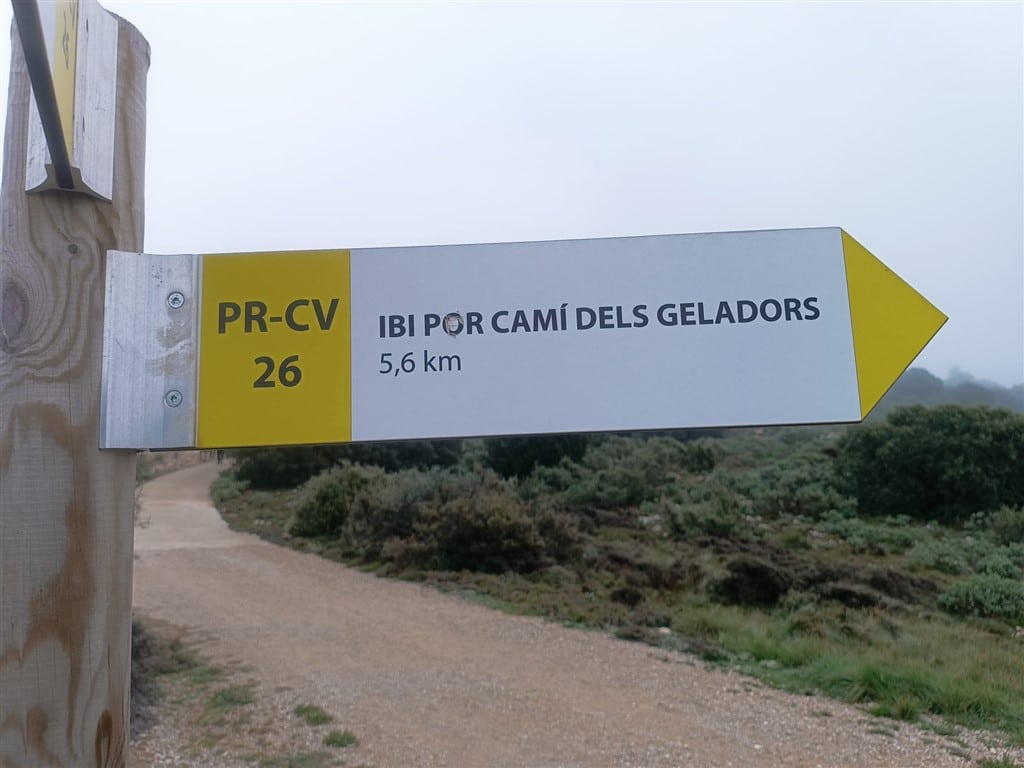 PR-CV
26
IBI POR CAMÍ DELS GELADORS
5,6 km